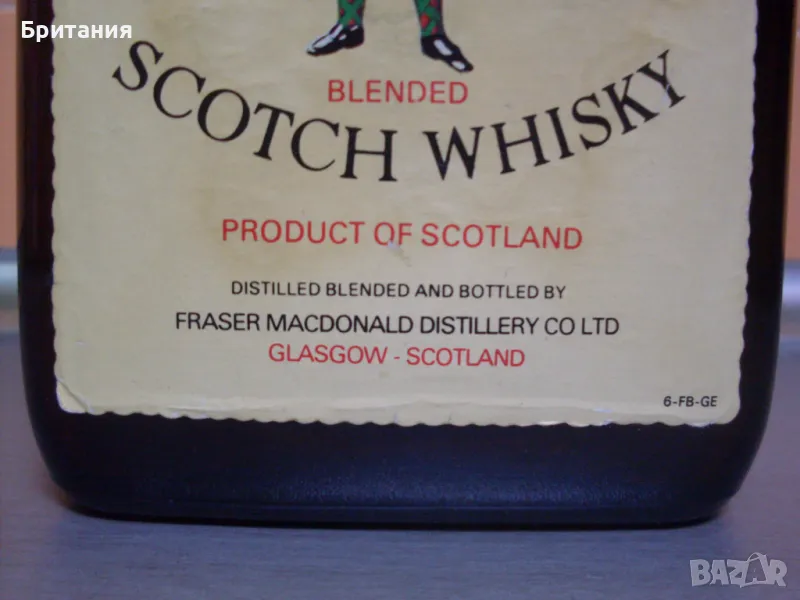 Британия
BLENDED
SCOTCH WHISKY
PRODUCT OF SCOTLAND
DISTILLED BLENDED AND BOTTLED BY
FRASER MACDONALD DISTILLERY CO LTD
GLASGOW - SCOTLAND
6-FB-GE
BAZAR